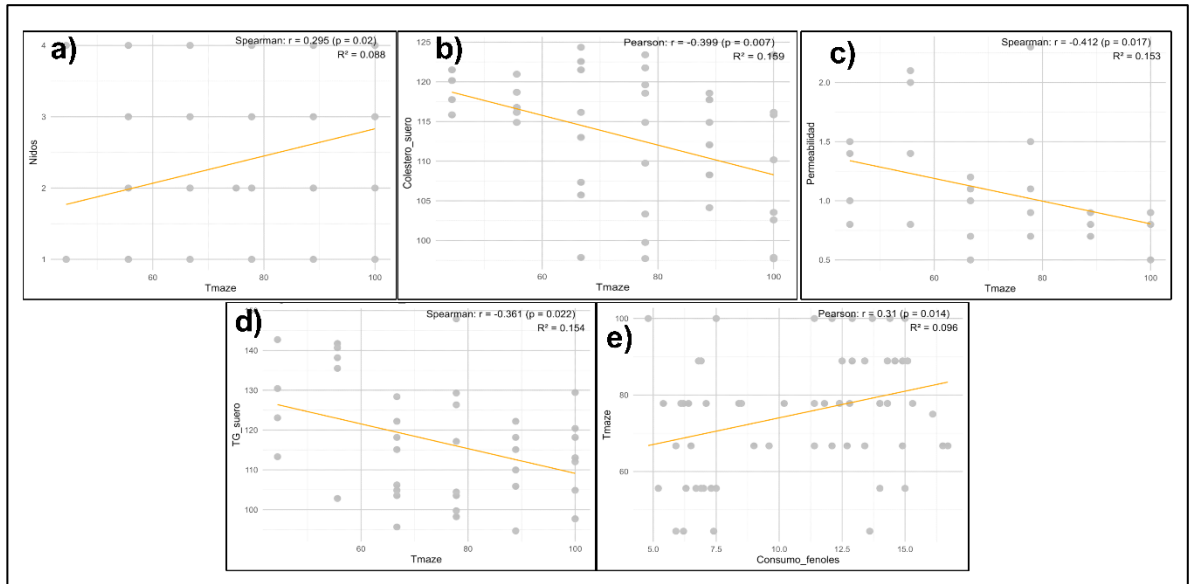 a)
Spearman: r = 0.295 (p = 0.02)
R² = 0.088
4
3
2
1
Nidos
60
80
100
Tmaze
b)
Pearson: r = -0.399 (p = 0.007)
R² = 0.159
125
120
115
110
105
100
Colestero_suero
60
80
100
Tmaze
c)
Spearman: r = -0.412 (p = 0.017)
R² = 0.153
2.0
1.5
1.0
0.5
Permeabilidad
60
80
100
Tmaze
d)
Spearman: r = -0.361 (p = 0.022)
R² = 0.154
140
130
120
110
100
TG_suero
60
80
100
Tmaze
e)
Pearson: r = 0.31 (p = 0.014)
R² = 0.096
100
80
60
Tmaze
5.0
7.5
10.0
12.5
15.0
Consumo_fenoles